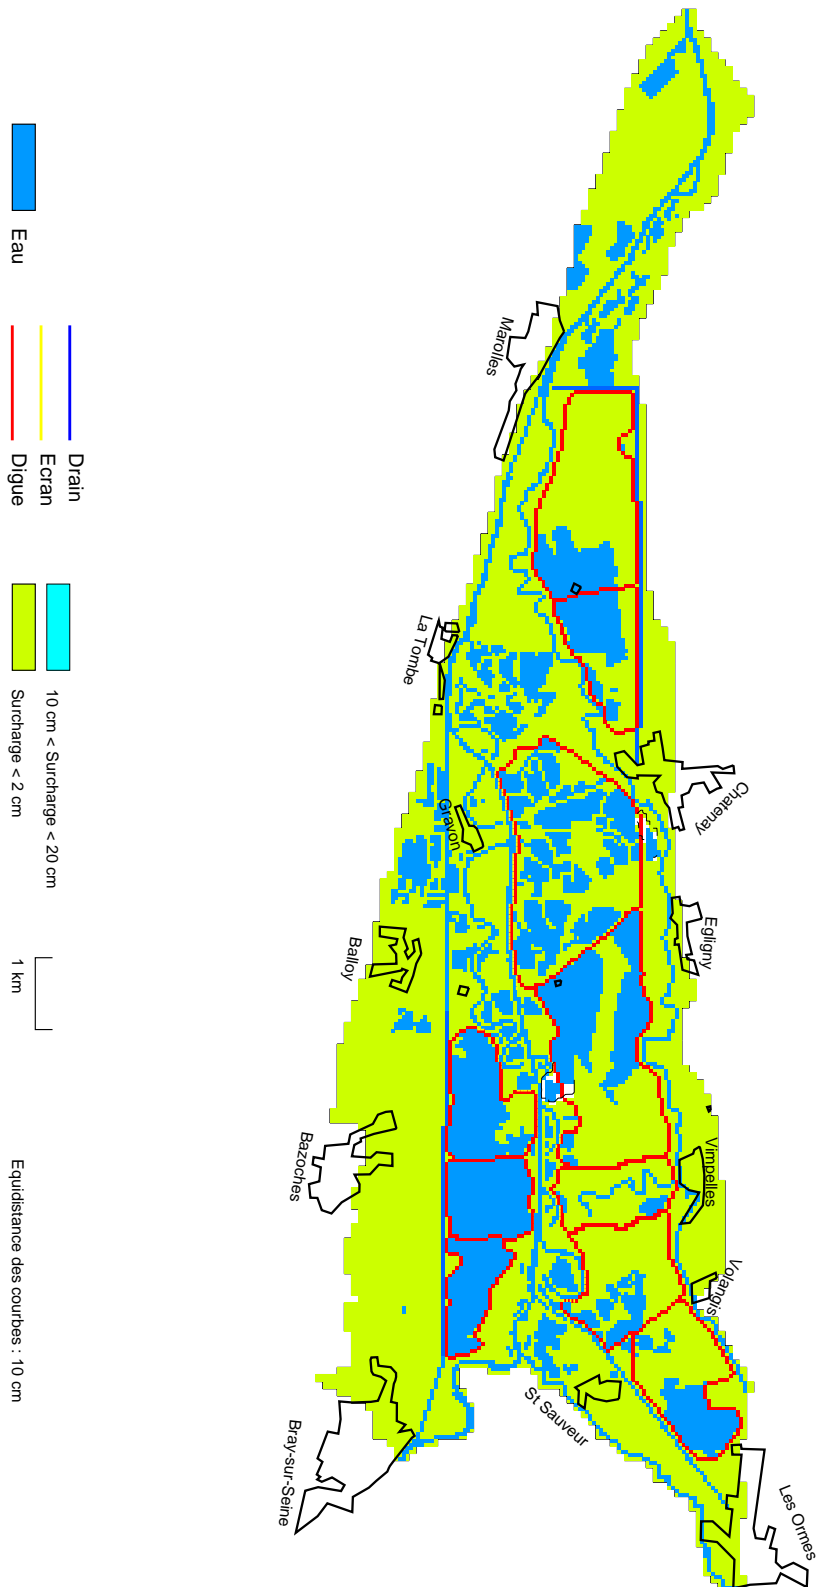 Marolles
La Tombe
Chatenay
Gravon
Egligny
Balloy
Vimpelles
Bazoches
Volangis
St Sauveur
Bray-sur-Seine
Les Ormes
Eau
Drain
Ecran
Digue
10 cm < Surcharge < 20 cm
Surcharge < 2 cm
1 km
Equidistance des courbes : 10 cm